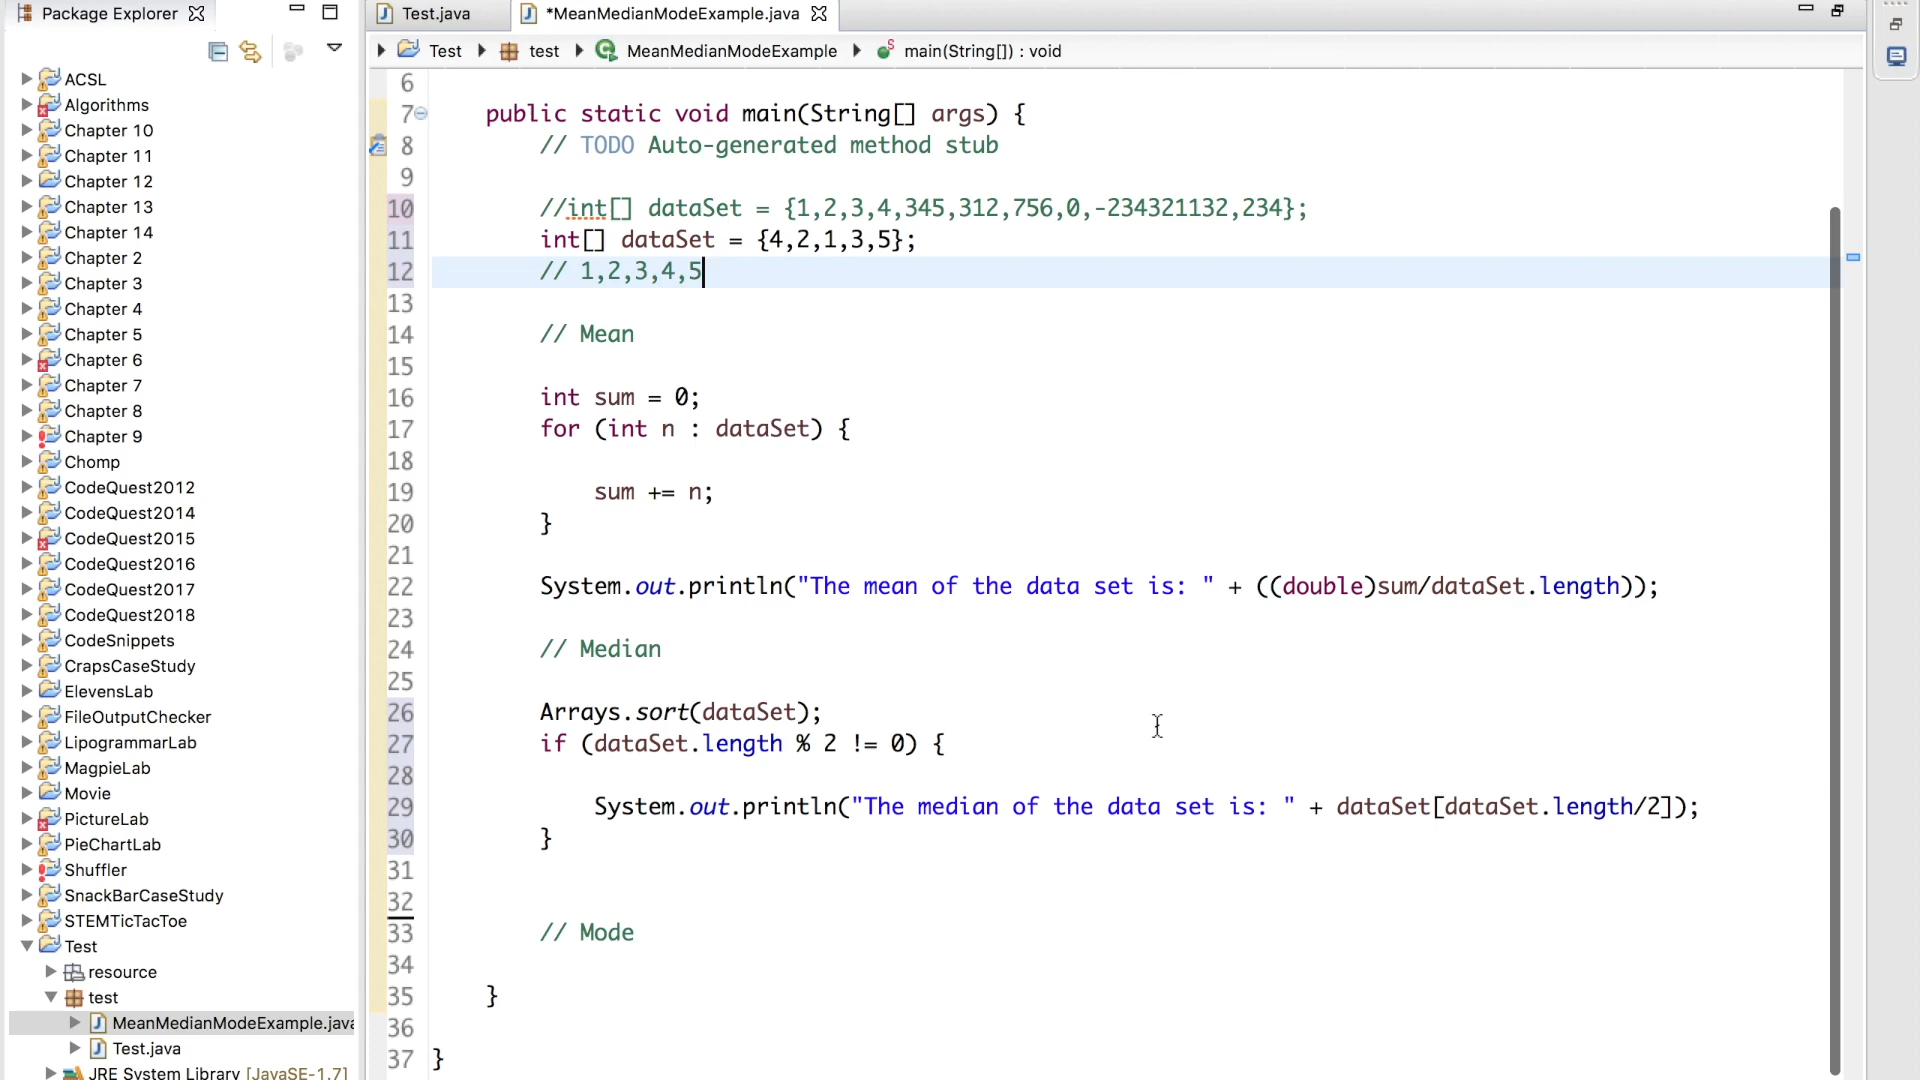 Package Explorer
Test.java
*MeanMedianModeExample.java
Test
test
MeanMedianModeExample
main(String[]) : void
ACSL
Algorithms
Chapter 10
Chapter 11
Chapter 12
Chapter 13
Chapter 14
Chapter 2
Chapter 3
Chapter 4
Chapter 5
Chapter 6
Chapter 7
Chapter 8
Chapter 9
Chomp
CodeQuest2012
CodeQuest2014
CodeQuest2015
CodeQuest2016
CodeQuest2017
CodeQuest2018
CodeSnippets
CrapsCaseStudy
ElevensLab
FileOutputChecker
LipogrammarLab
MagpieLab
Movie
PictureLab
PieChartLab
Shuffler
SnackBarCaseStudy
STEMTicTacToe
Test
resource
test
MeanMedianModeExample.java
Test.java
JRE System Library [JavaSE-1.7]
6
7 public static void main(String[] args) {
8 // TODO Auto-generated method stub
9
10 //int[] dataSet = {1,2,3,4,345,312,756,0,-234321132,234};
11 int[] dataSet = {4,2,1,3,5};
12 // 1,2,3,4,5
13
14 // Mean
15
16 int sum = 0;
17 for (int n : dataSet) {
18
19 sum += n;
20 }
21
22 System.out.println("The mean of the data set is: " + ((double)sum/dataSet.length));
23
24 // Median
25
26 Arrays.sort(dataSet);
27 if (dataSet.length % 2 != 0) {
28
29 System.out.println("The median of the data set is: " + dataSet[dataSet.length/2]);
30 }
31
32
33 // Mode
34
35 }
36
37 }